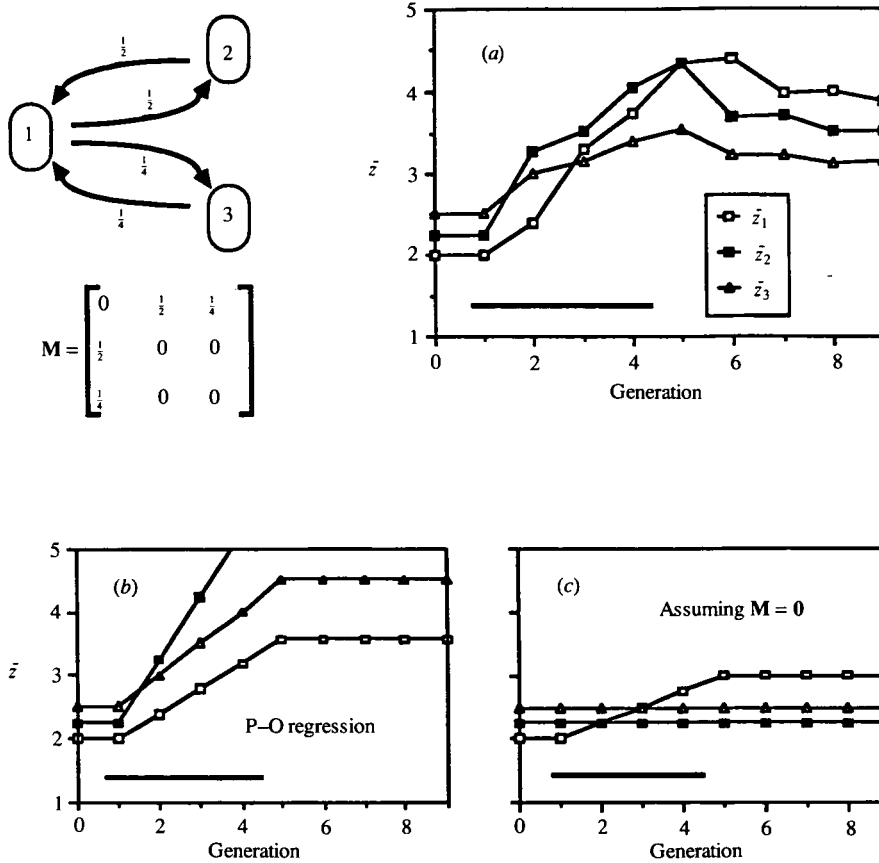 1
2
3
1/2
1/2
1/4
1/4
M = [ 0 1/2 1/4
1/2 0 0
1/4 0 0 ]
(a)
5
4
3
2
1
z̄
z̄1
z̄2
z̄3
0 2 4 6 8
Generation
(b)
5
4
3
2
1
z̄
P–O regression
0 2 4 6 8
Generation
(c)
Assuming M = 0
0 2 4 6 8
Generation